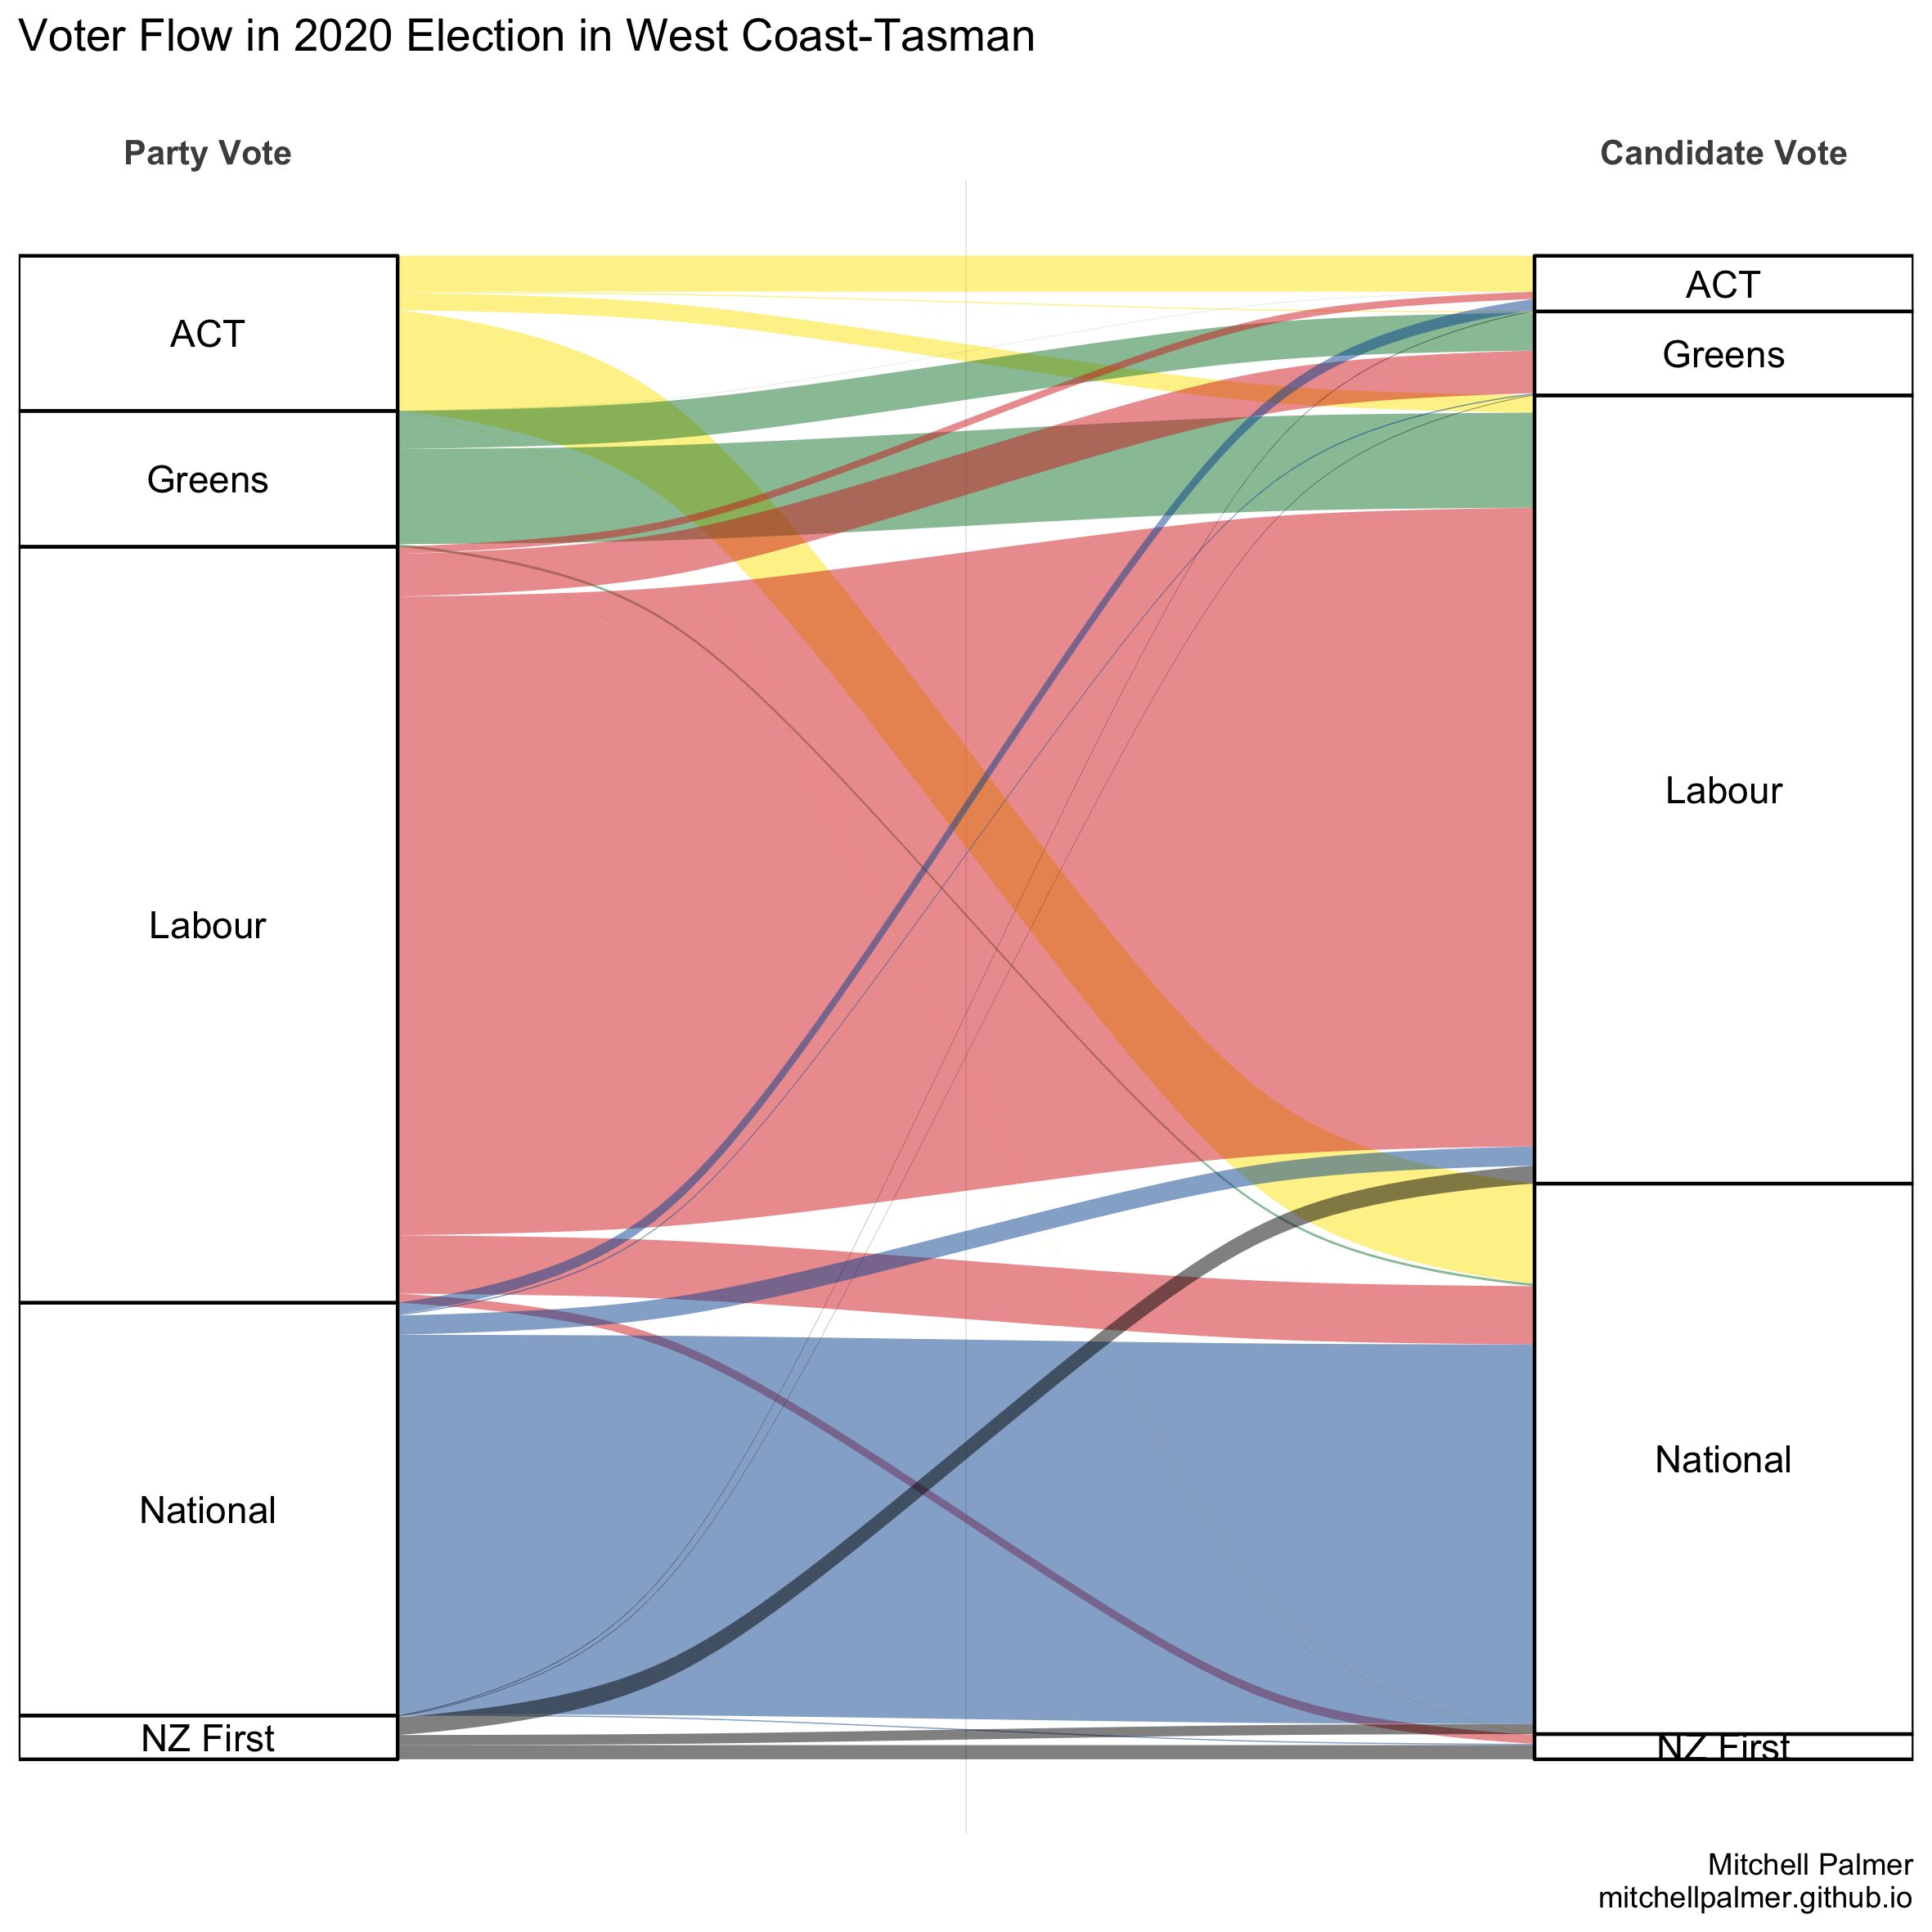 Voter Flow in 2020 Election in West Coast-Tasman
Party Vote
Candidate Vote
ACT
Greens
Labour
National
NZ First
ACT
Greens
Labour
National
NZ First
Mitchell Palmer
mitchellpalmer.github.io